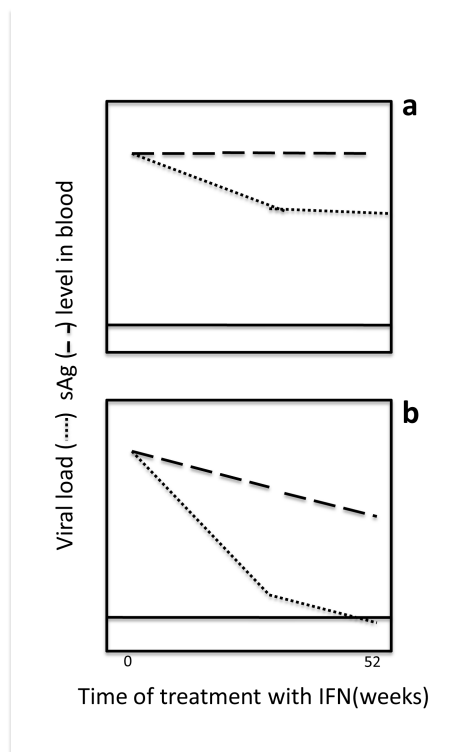 a
Viral load ( ) sAg ( ) level in blood
b
0 52
Time of treatment with IFN(weeks)